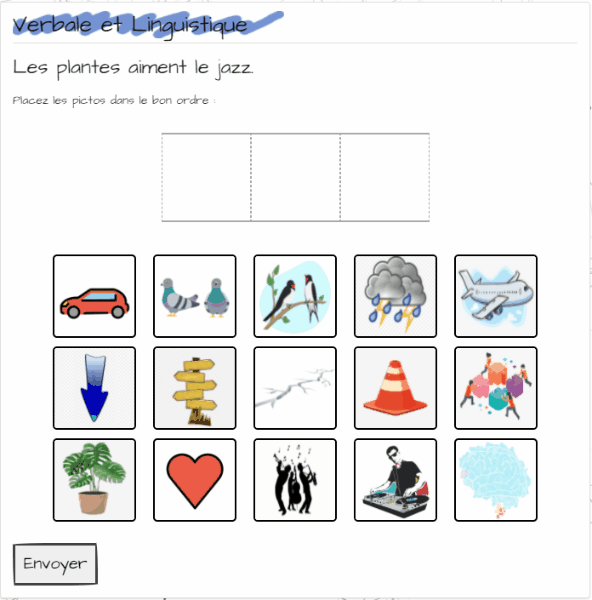 Verbale et Linguistique
Les plantes aiment le jazz.
Placez les pictos dans le bon ordre :
Envoyer